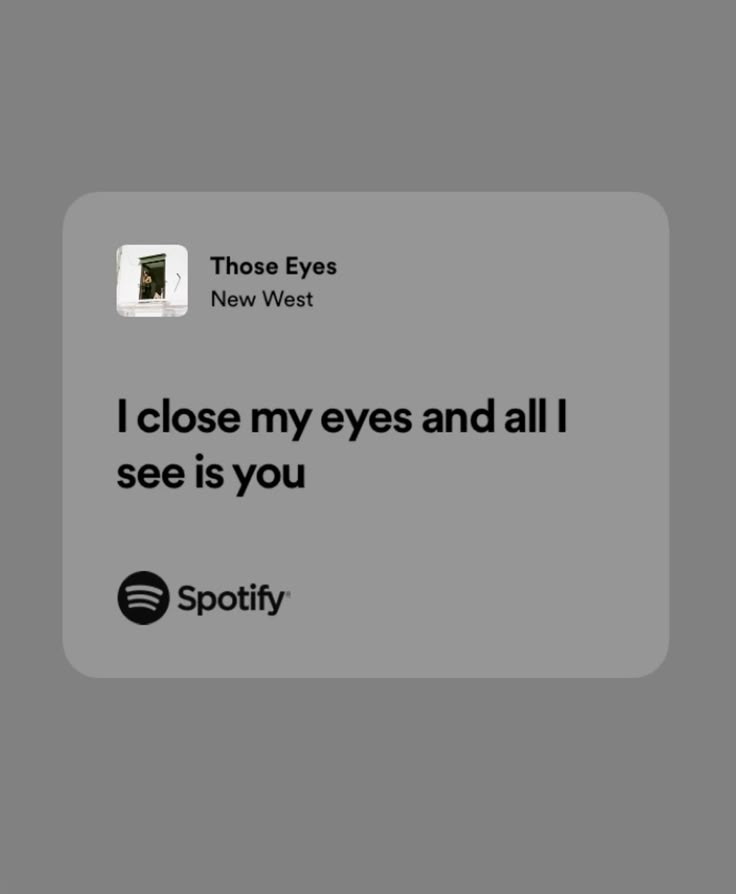 Those Eyes
New West
I close my eyes and all I
see is you
Spotify®